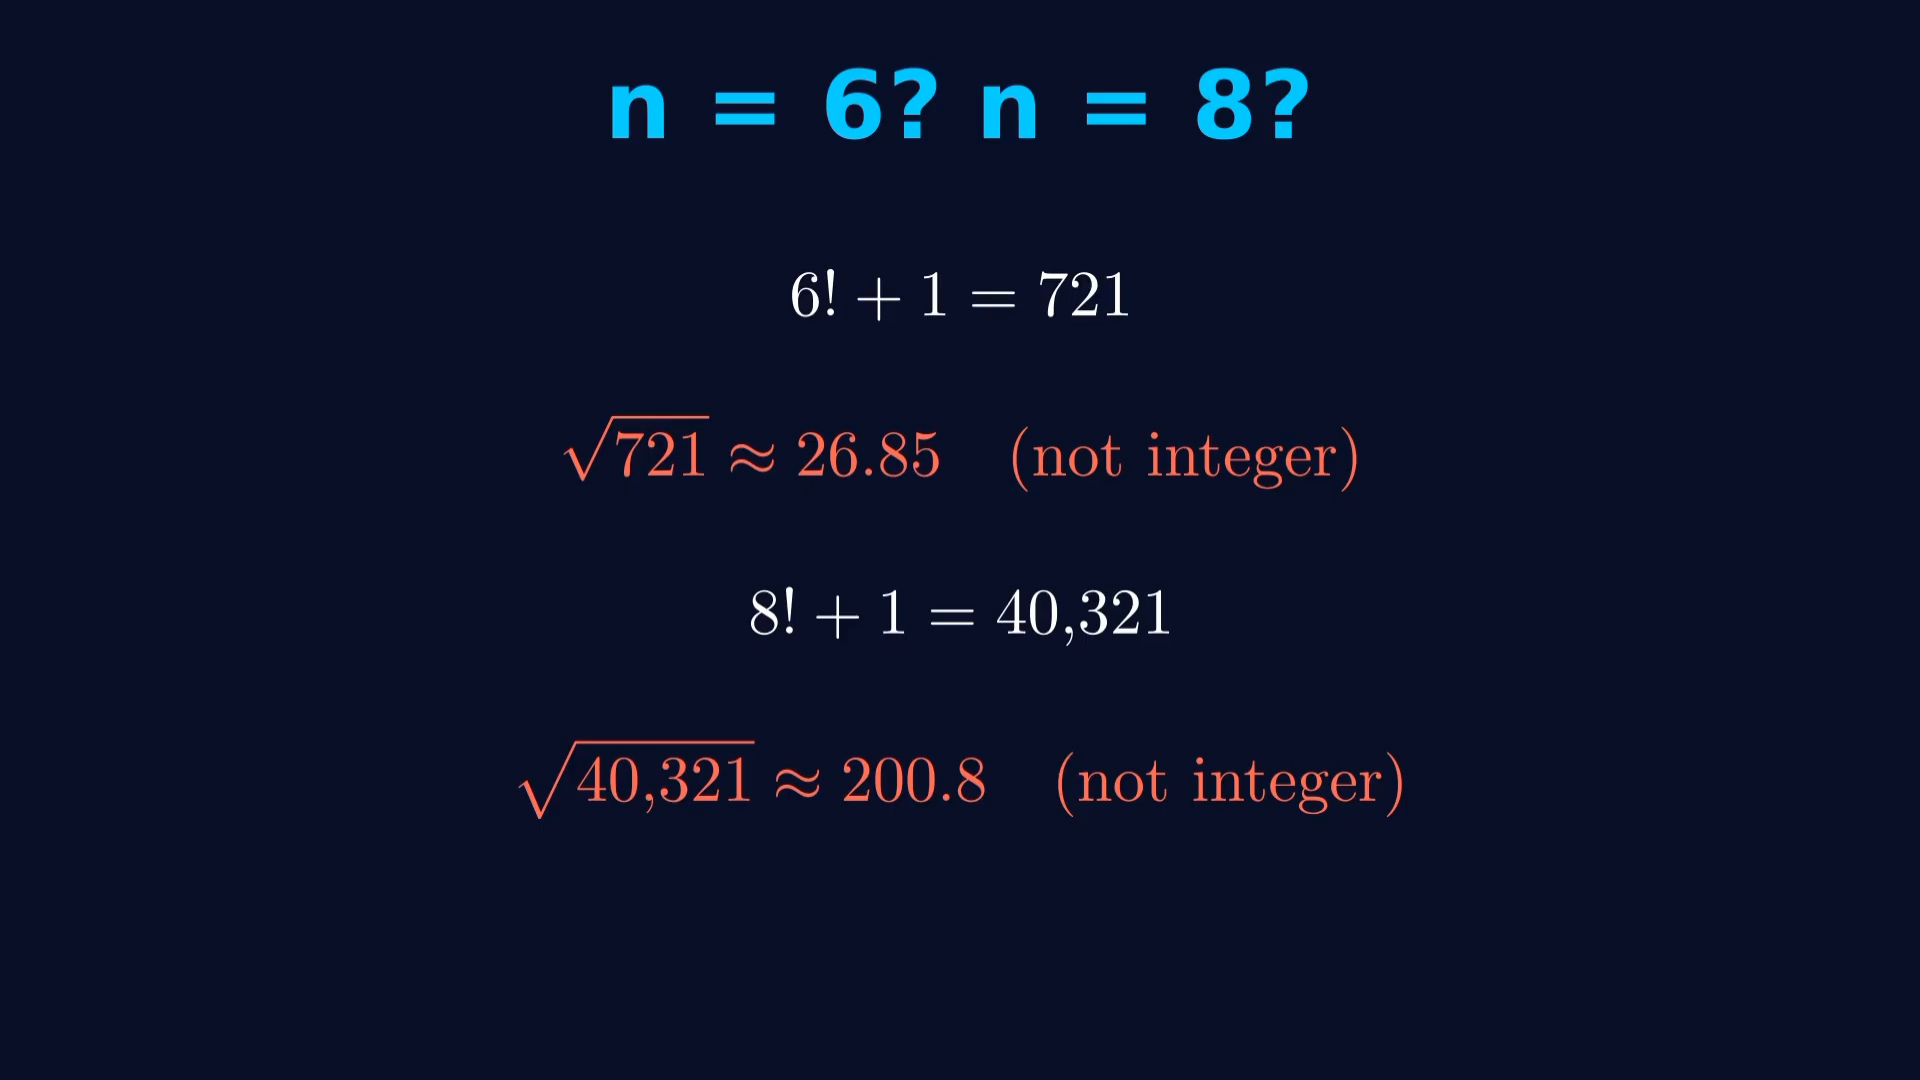 n = 6? n = 8?
6! + 1 = 721
√721 ≈ 26.85 (not integer)
8! + 1 = 40,321
√40,321 ≈ 200.8 (not integer)